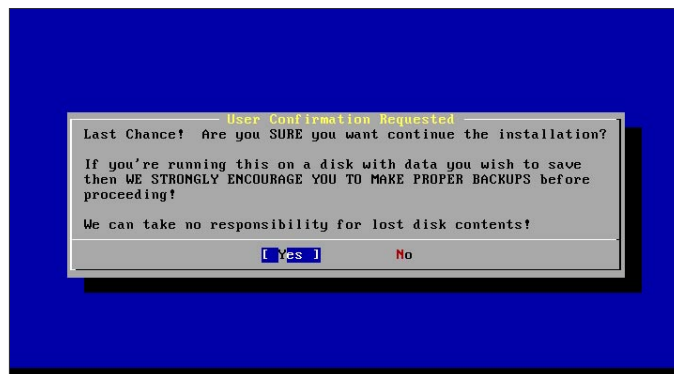 User Confirmation Requested
Last Chance! Are you SURE you want continue the installation?
If you're running this on a disk with data you wish to save
then WE STRONGLY ENCOURAGE YOU TO MAKE PROPER BACKUPS before
proceeding!
We can take no responsibility for lost disk contents!
[ Yes ] No